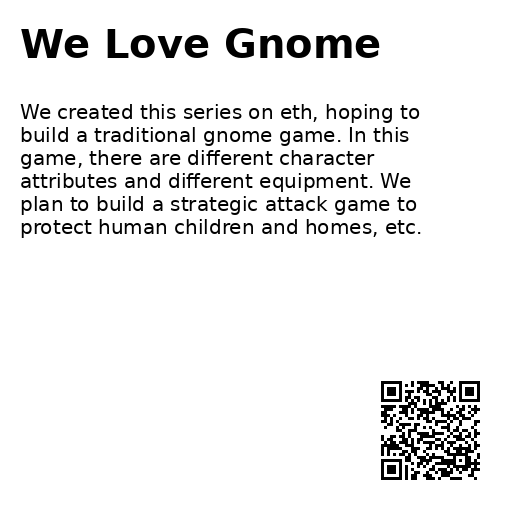 We Love Gnome
We created this series on eth, hoping to
build a traditional gnome game. In this
game, there are different character
attributes and different equipment. We
plan to build a strategic attack game to
protect human children and homes, etc.